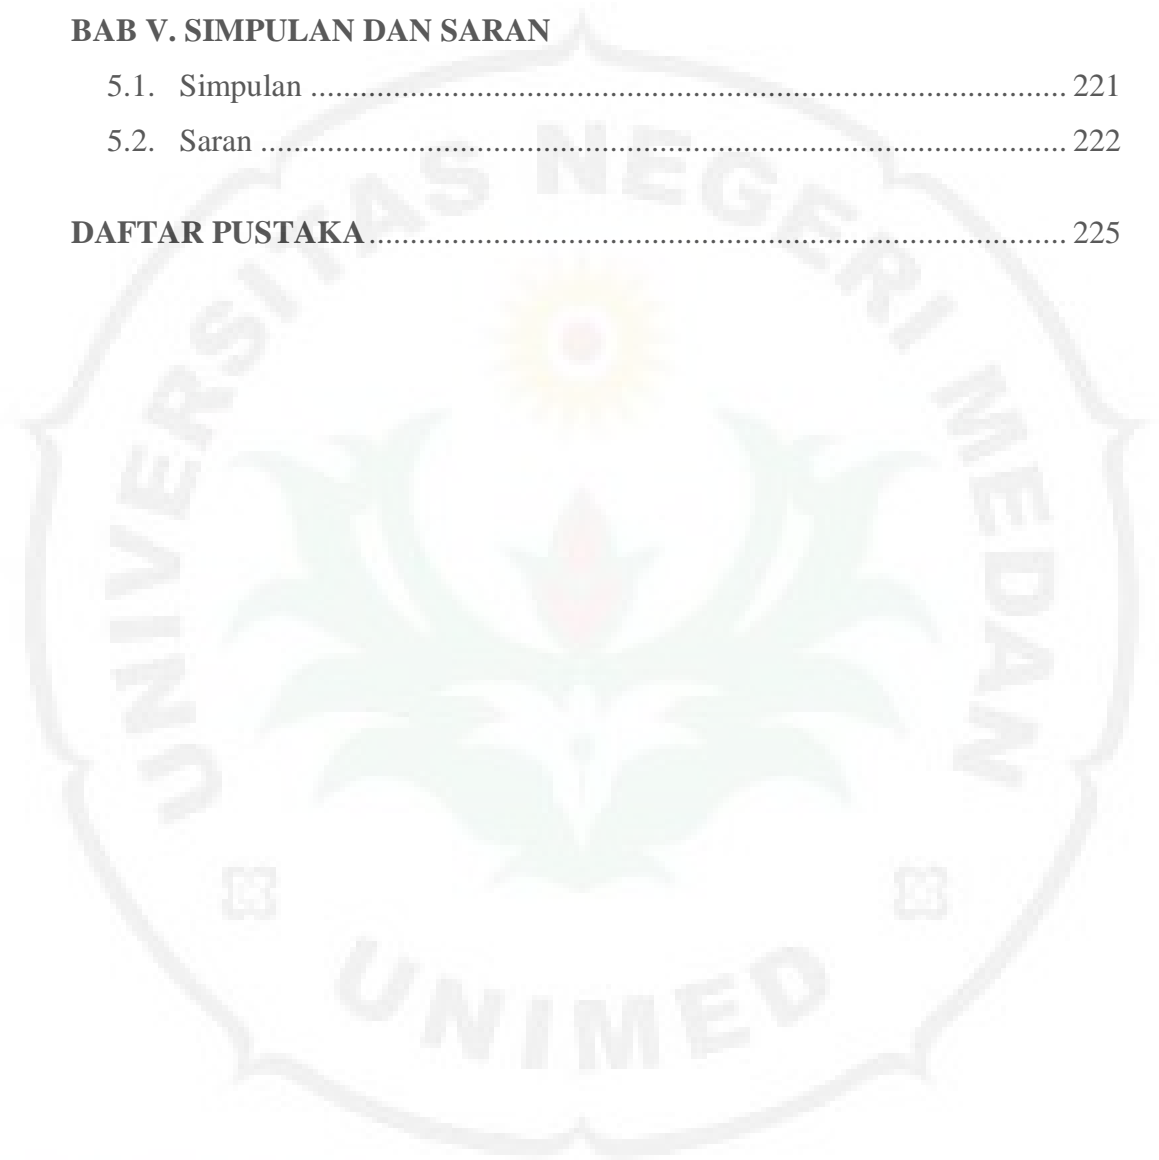 BAB V. SIMPULAN DAN SARAN
5.1. Simpulan ........................................................................................... 221
5.2. Saran ................................................................................................. 222
DAFTAR PUSTAKA .................................................................................... 225
UNIVERSITAS NEGERI MEDAN
UNIMED